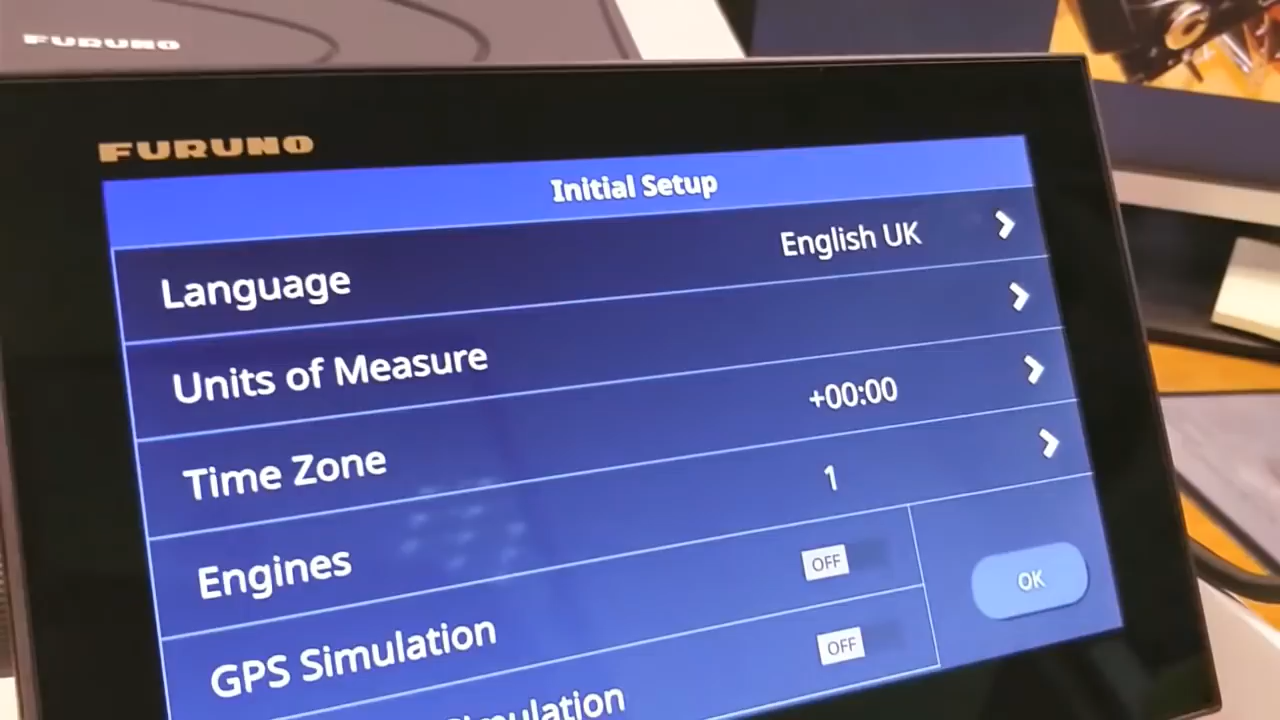 FURUNO
FURUNO
Initial Setup
Language English UK
Units of Measure
Time Zone +00:00
Engines 1
GPS Simulation OFF
Simulation OFF
OK